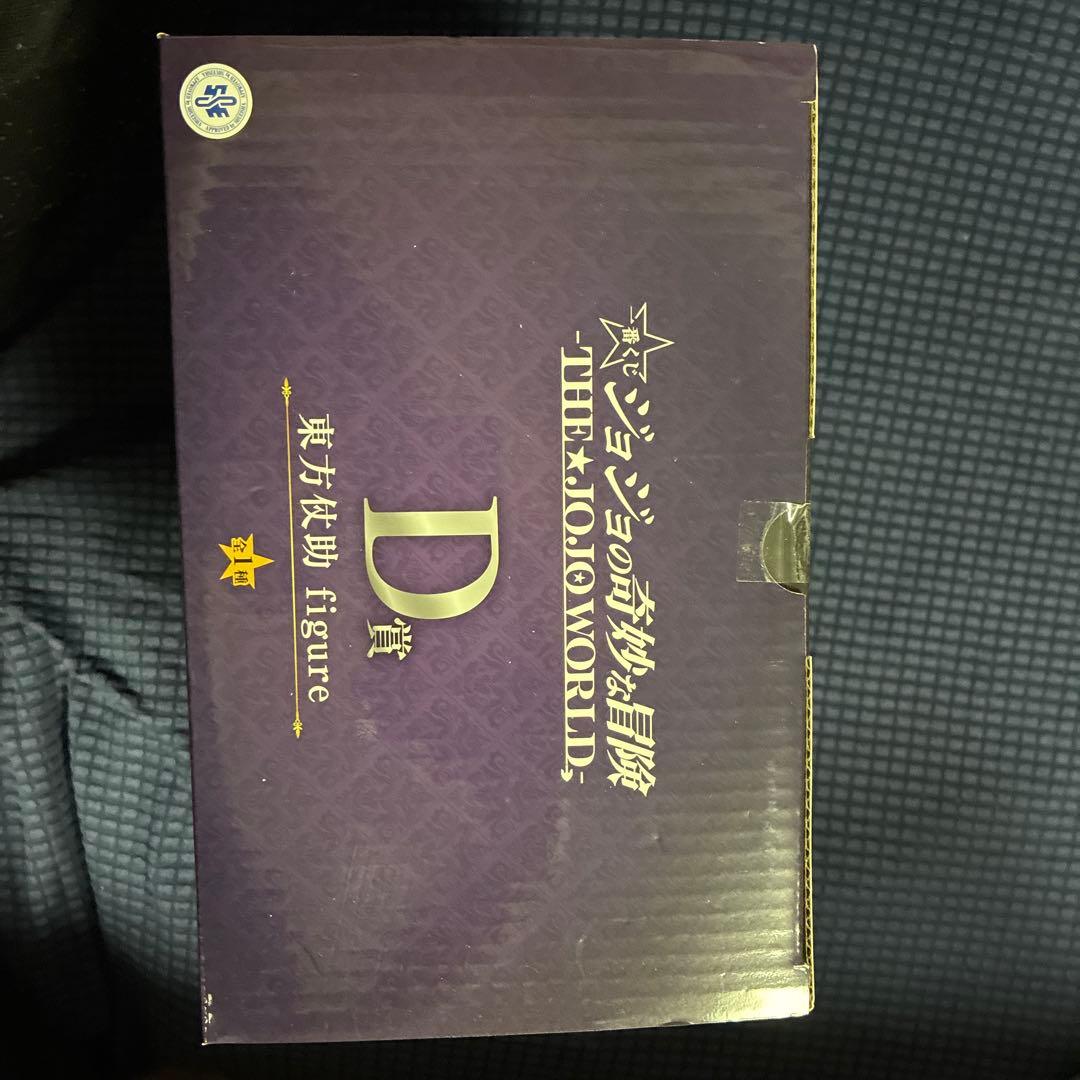 一番くじ
ジョジョの奇妙な冒険
-THE★JOJO WORLD-
D賞
東方仗助 figure
全1種